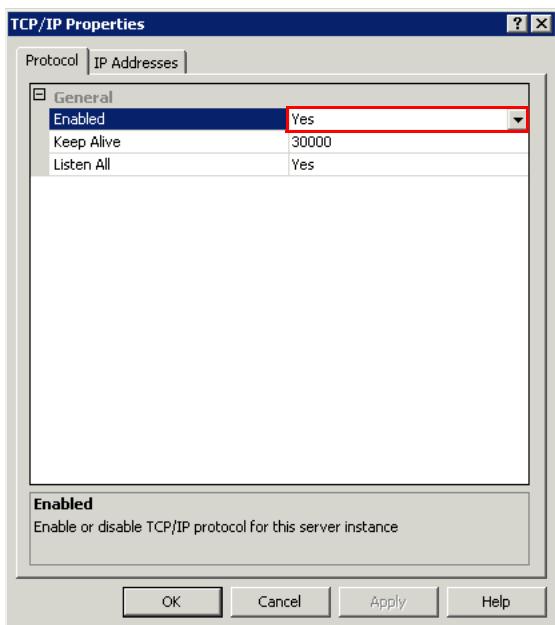 TCP/IP Properties
Protocol IP Addresses
General
Enabled Yes
Keep Alive 30000
Listen All Yes
Enabled
Enable or disable TCP/IP protocol for this server instance
OK Cancel Apply Help